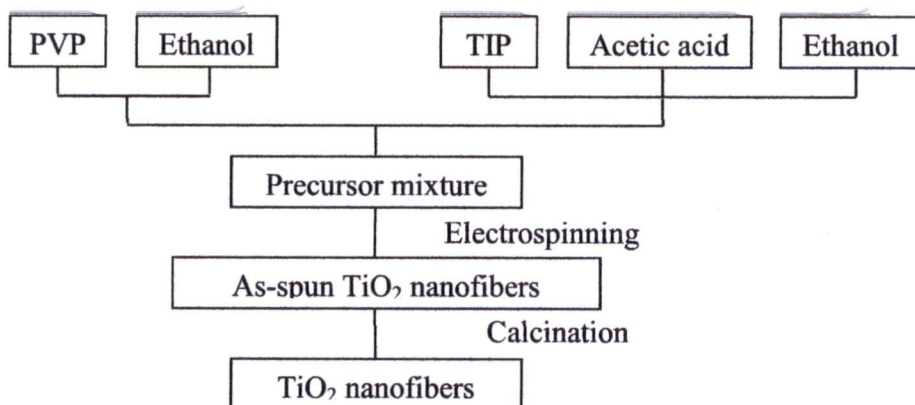 PVP Ethanol TIP Acetic acid Ethanol
Precursor mixture
Electrospinning
As-spun TiO₂ nanofibers
Calcination
TiO₂ nanofibers